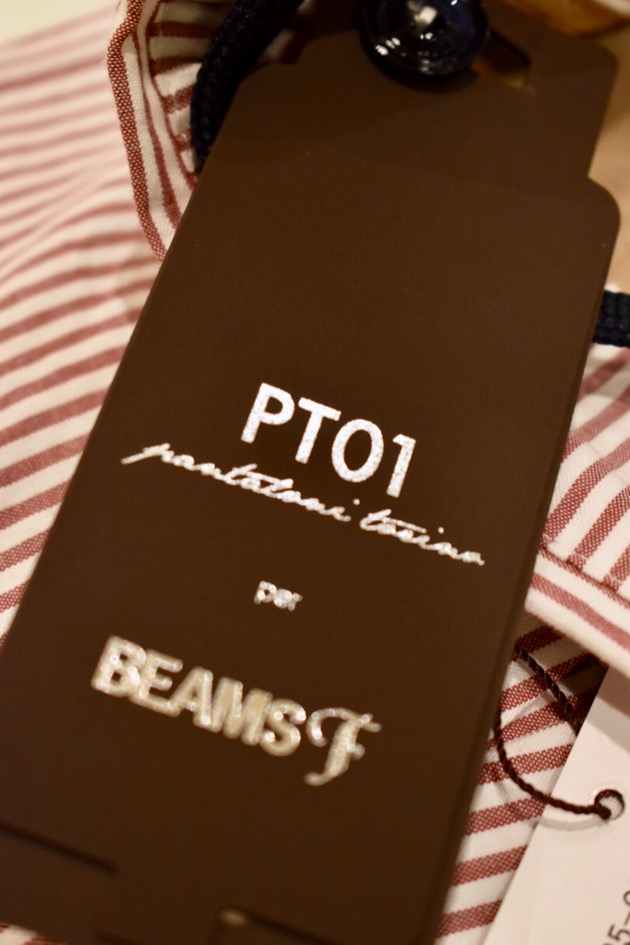 PT01
pantaloni torino
per
BEAMS F